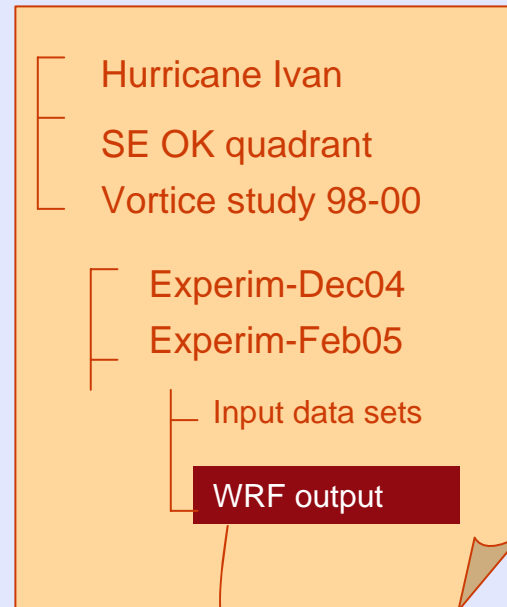 Hurricane Ivan
SE OK quadrant
Vortice study 98-00
Experim-Dec04
Experim-Feb05
Input data sets
WRF output